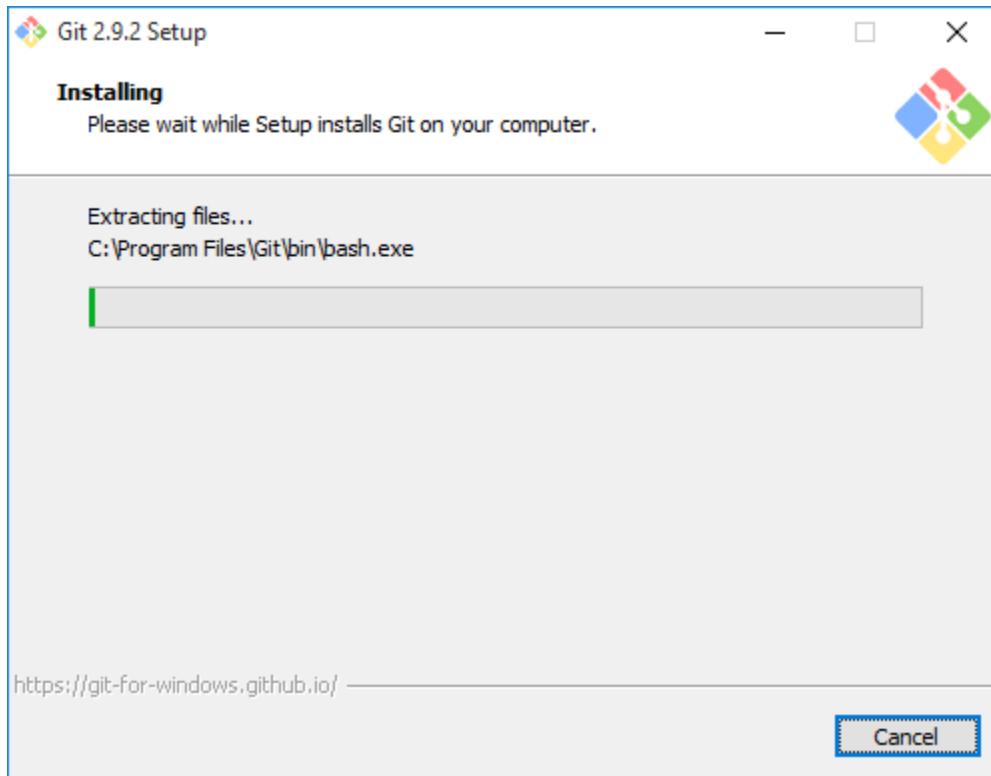 Git 2.9.2 Setup
Installing
Please wait while Setup installs Git on your computer.
Extracting files...
C:\Program Files\Git\bin\bash.exe
https://git-for-windows.github.io/
Cancel